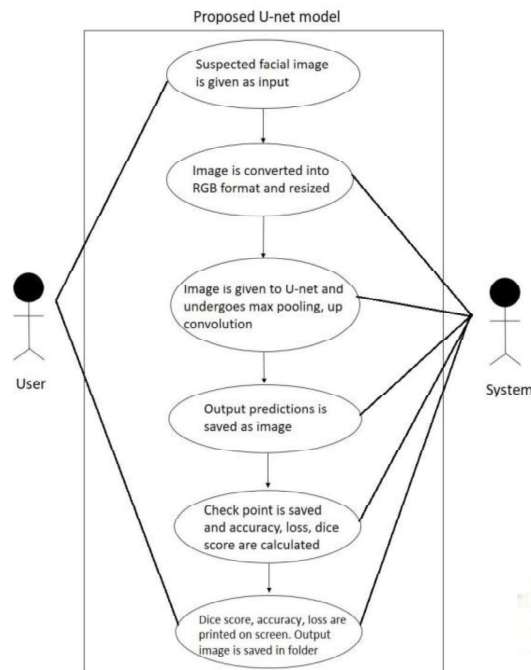 Proposed U-net model
Suspected facial image
is given as input
Image is converted into
RGB format and resized
Image is given to U-net and
undergoes max pooling, up
convolution
User
System
Output predictions is
saved as image
Check point is saved
and accuracy, loss, dice
score are calculated
Dice score, accuracy, loss are
printed on screen. Output
image is saved in folder